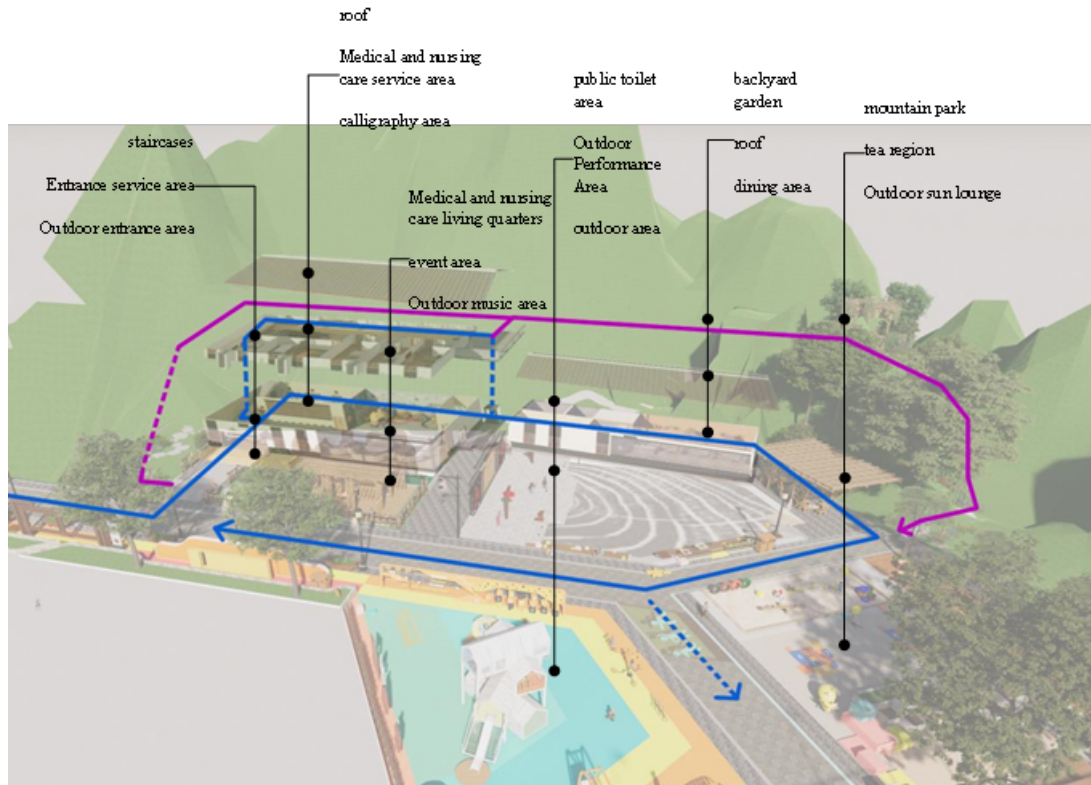 roof
Medical and nursing
care service area
calligraphy area
staircases
Entrance service area
Outdoor entrance area
Medical and nursing
care living quarters
event area
Outdoor music area
public toilet
area
Outdoor
Performance
Area
outdoor area
backyard
garden
roof
dining area
mountain park
tea region
Outdoor sun lounge